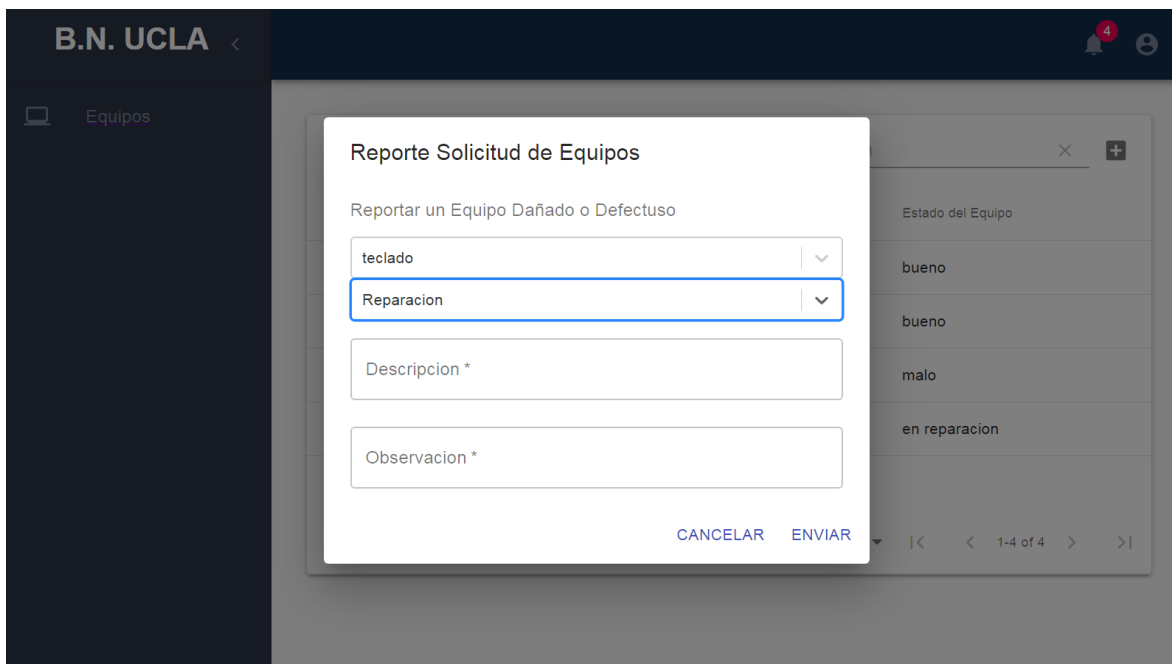 B.N. UCLA
4
Equipos
Reporte Solicitud de Equipos
Reportar un Equipo Dañado o Defectuso
Estado del Equipo
teclado
bueno
Reparacion
bueno
Descripcion *
malo
en reparacion
Observacion *
CANCELAR ENVIAR
1-4 of 4